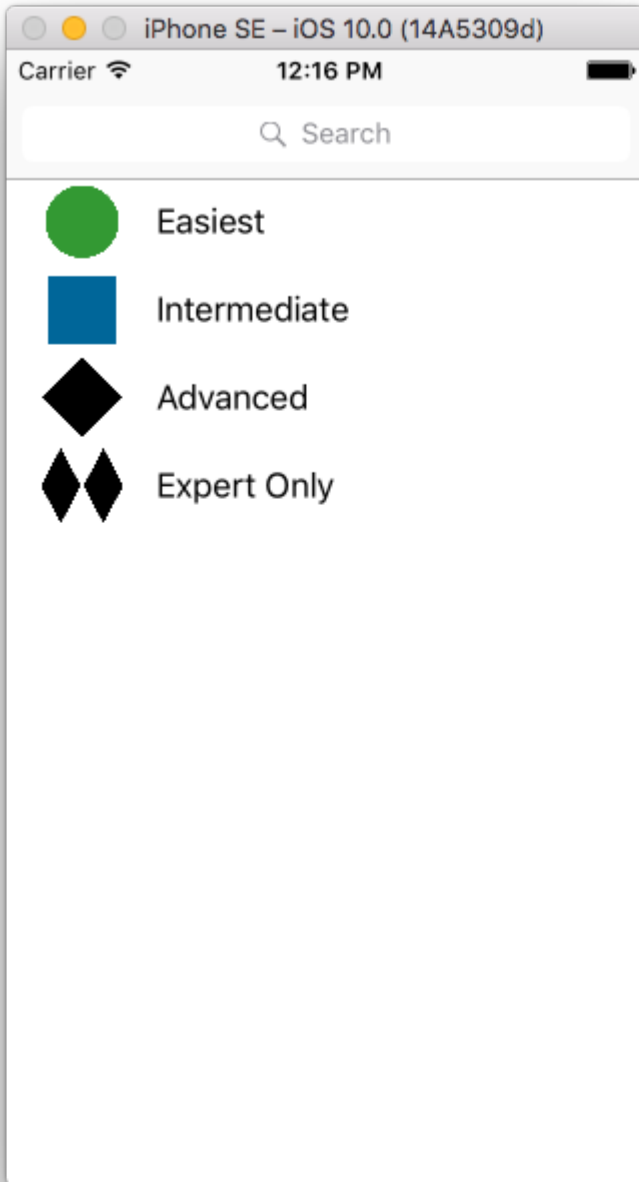 iPhone SE – iOS 10.0 (14A5309d)
Carrier 12:16 PM
Search
Easiest
Intermediate
Advanced
Expert Only